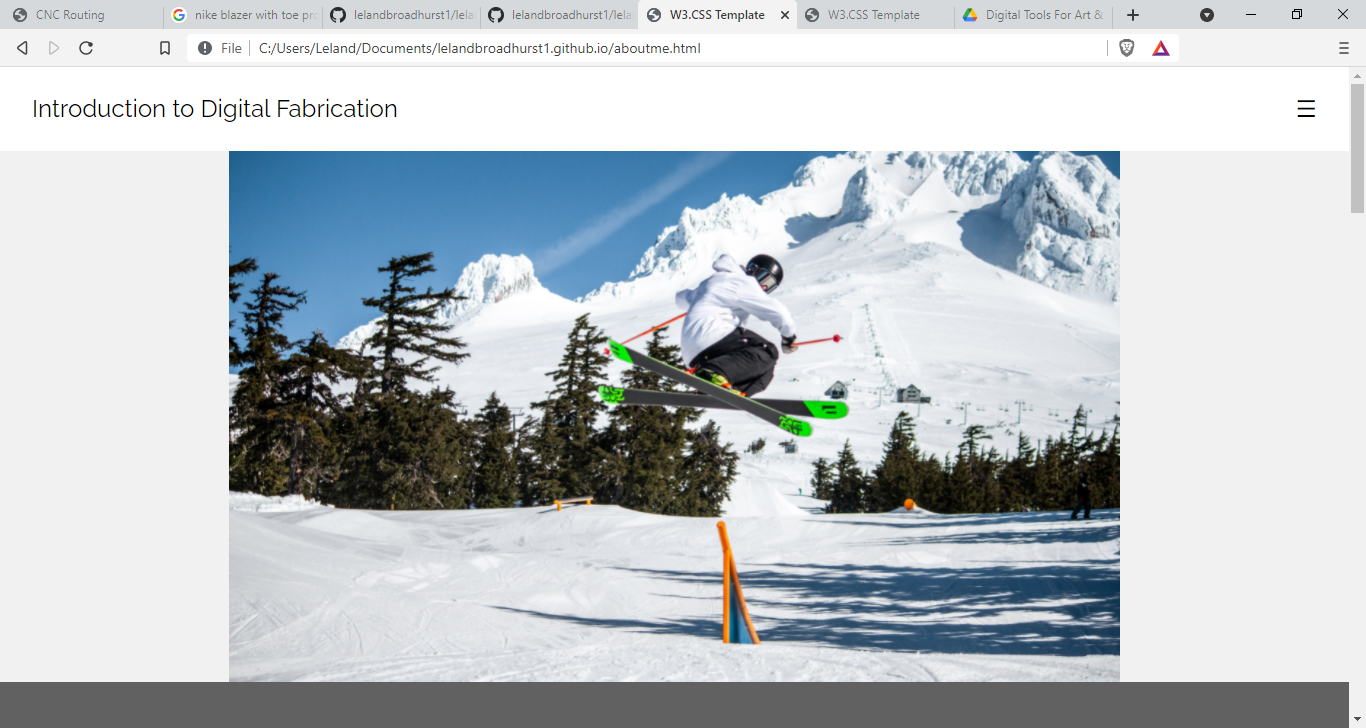 CNC Routing
nike blazer with toe pr
lelandbroadhurst1/lela
lelandbroadhurst1/lela
W3.CSS Template
W3.CSS Template
Digital Tools For Art &
File
C:/Users/Leland/Documents/lelandbroadhurst1.github.io/aboutme.html
Introduction to Digital Fabrication